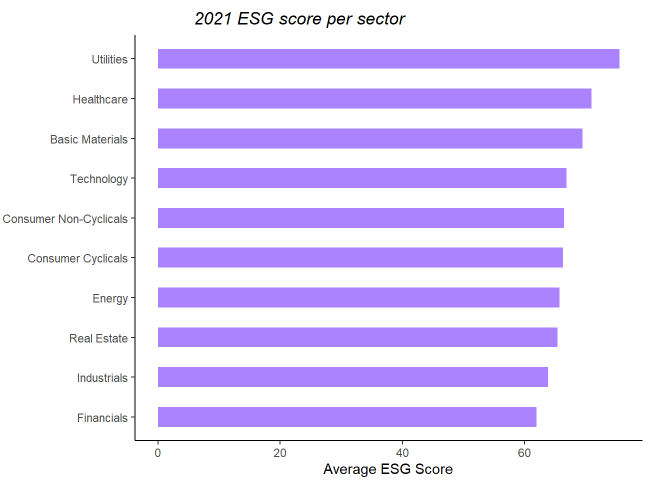 2021 ESG score per sector
Utilities
Healthcare
Basic Materials
Technology
Consumer Non-Cyclicals
Consumer Cyclicals
Energy
Real Estate
Industrials
Financials
0 20 40 60
Average ESG Score